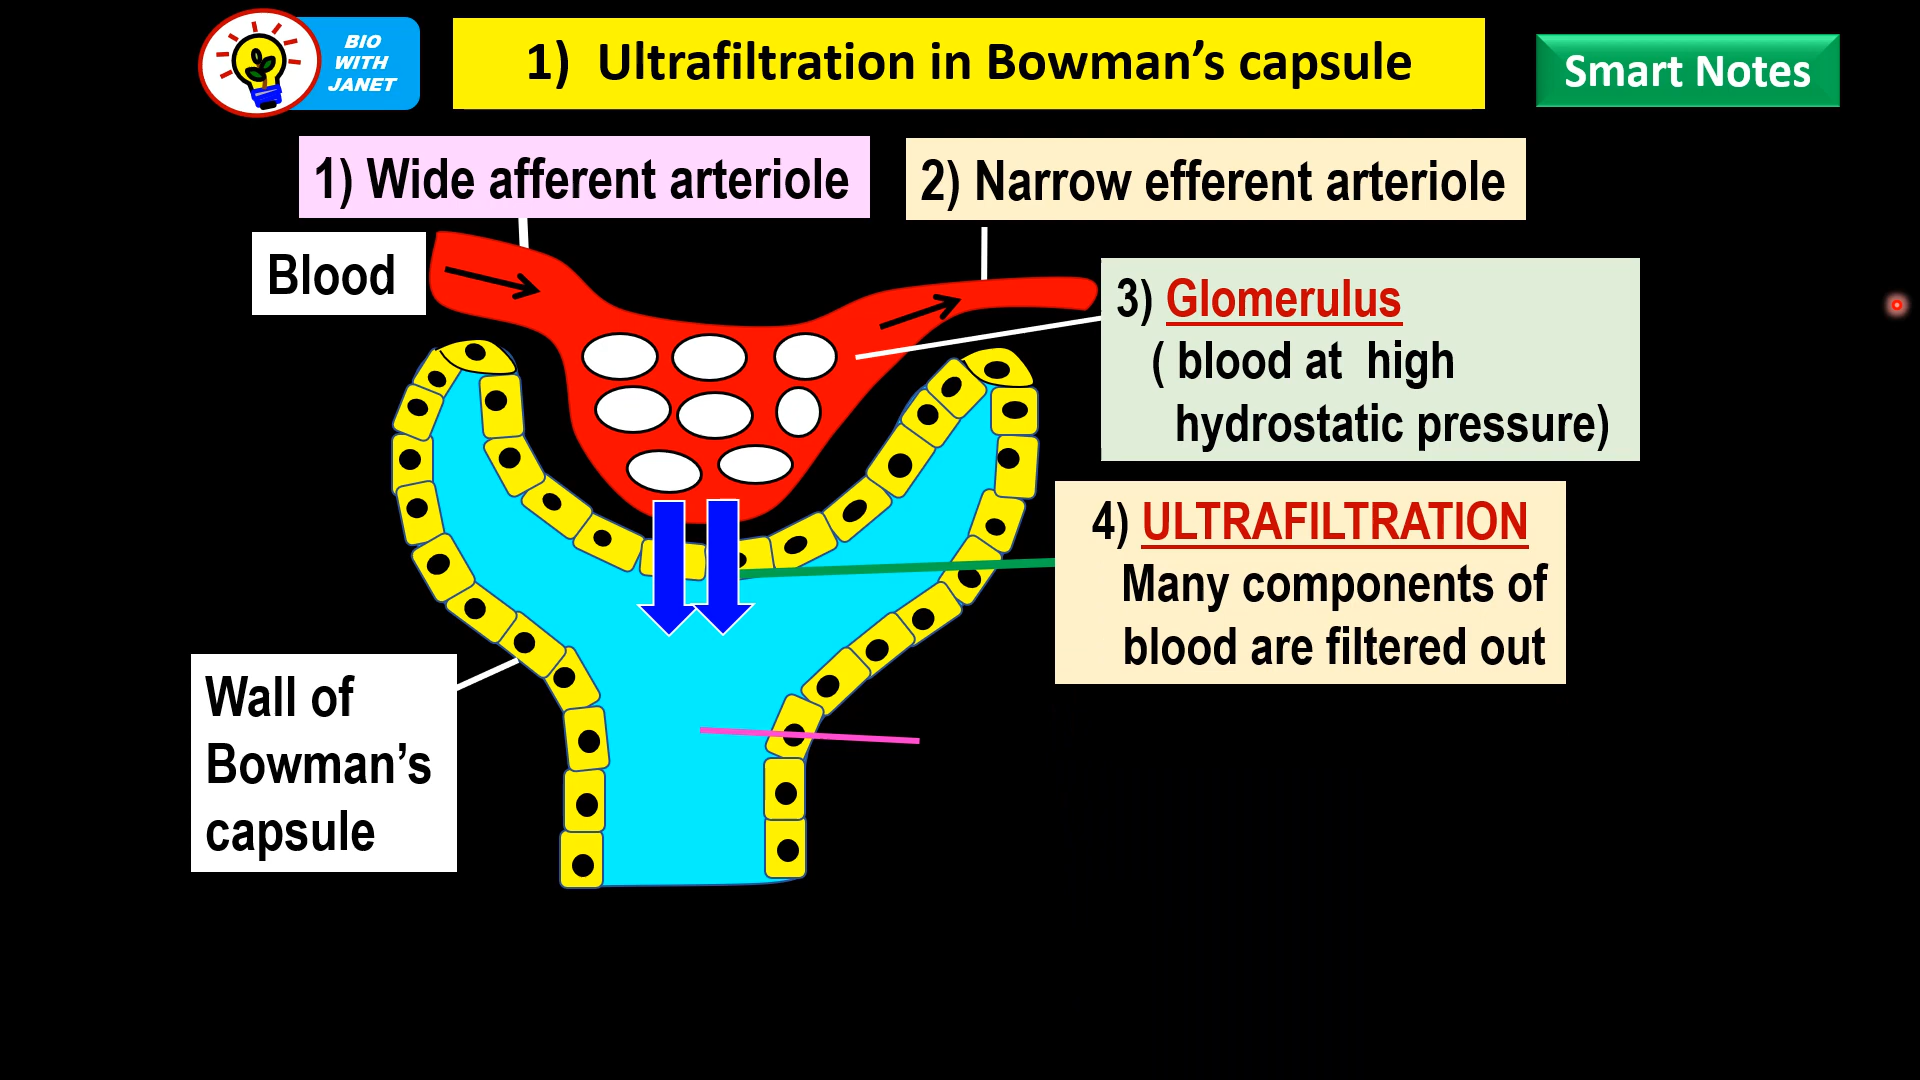 BIO
WITH
JANET
1) Ultrafiltration in Bowman’s capsule
Smart Notes
1) Wide afferent arteriole
2) Narrow efferent arteriole
Blood
3) Glomerulus
( blood at high
hydrostatic pressure)
4) ULTRAFILTRATION
Many components of
blood are filtered out
Wall of
Bowman’s
capsule